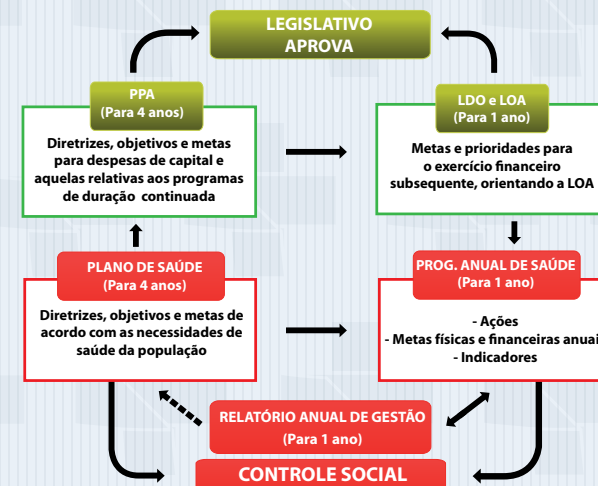 LEGISLATIVO
APROVA
PPA
(Para 4 anos)
Diretrizes, objetivos e metas
para despesas de capital e
aquelas relativas aos programas
de duração continuada
LDO e LOA
(Para 1 ano)
Metas e prioridades para
o exercício financeiro
subsequente, orientando a LOA
PLANO DE SAÚDE
(Para 4 anos)
Diretrizes, objetivos e metas de
acordo com as necessidades de
saúde da população
PROG. ANUAL DE SAÚDE
(Para 1 ano)
- Ações
- Metas físicas e financeiras anuai
- Indicadores
RELATÓRIO ANUAL DE GESTÃO
(Para 1 ano)
CONTROLE SOCIAL